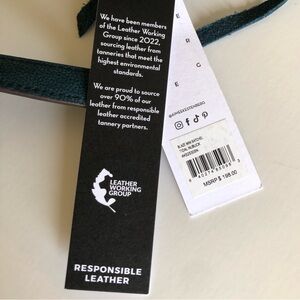 We have been members
of the Leather Working
Group since 2022,
sourcing leather from
tanneries that meet the
highest environmental
standards.
We are proud to source
over 90% of our
leather from responsible
leather accredited
tannery partners.
LEATHER
WORKING
GROUP
RESPONSIBLE
LEATHER
E
R
G
E
MSRP $ 198.00